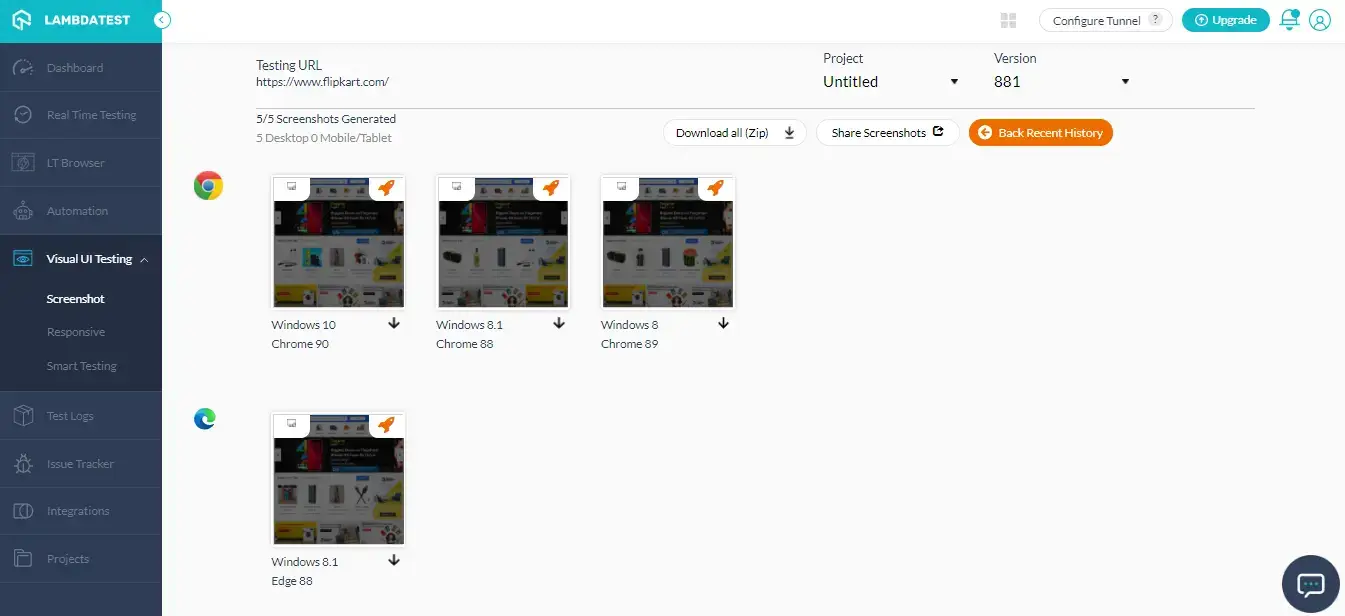 LAMBDATEST
Configure Tunnel ?
Upgrade
Dashboard
Real Time Testing
LT Browser
Automation
Visual UI Testing
Screenshot
Responsive
Smart Testing
Test Logs
Issue Tracker
Integrations
Projects
Testing URL
https://www.flipkart.com/
Project
Untitled
Version
881
5/5 Screenshots Generated
5 Desktop 0 Mobile/Tablet
Download all (Zip)
Share Screenshots
Back Recent History
Windows 10
Chrome 90
Windows 8.1
Chrome 88
Windows 8
Chrome 89
Windows 8.1
Edge 88